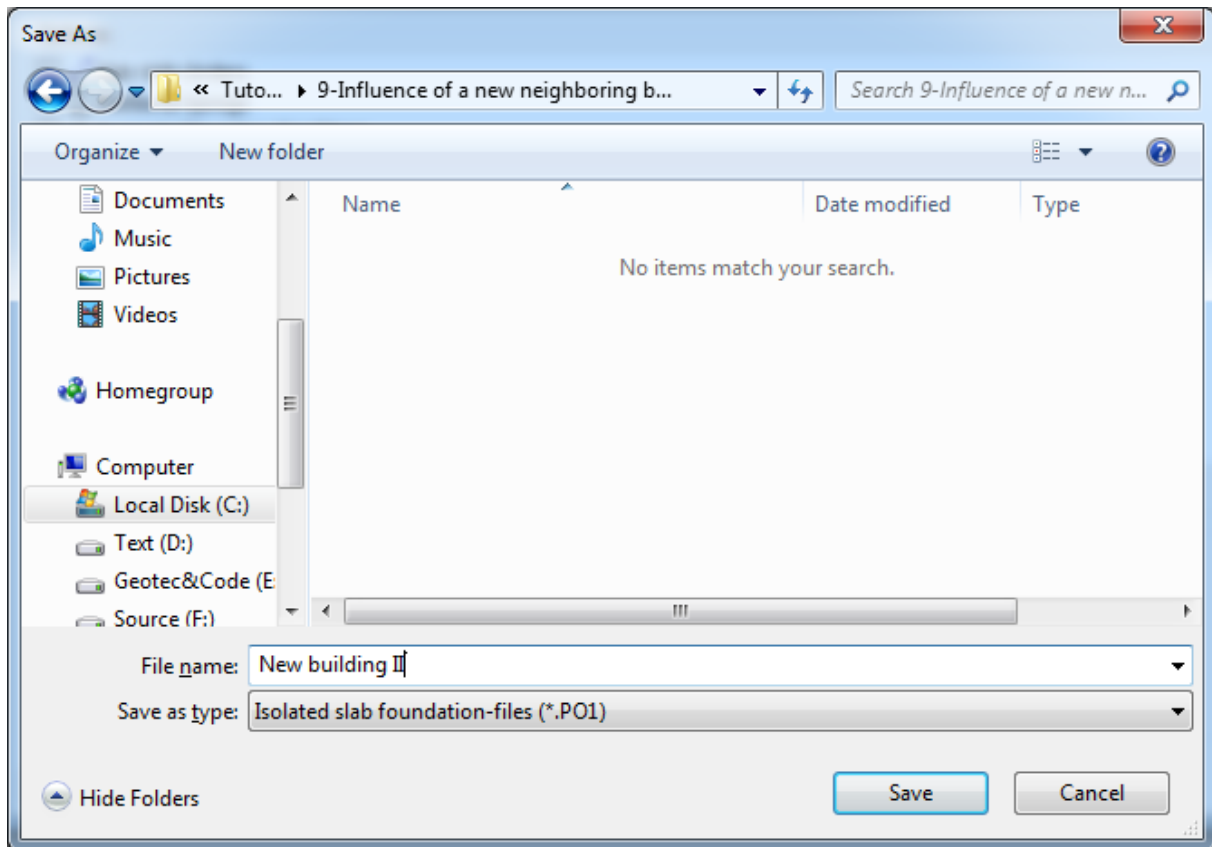 Save As
« Tuto... ▸ 9-Influence of a new neighboring b... Search 9-Influence of a new n...
Organize New folder
Documents Name Date modified Type
Music
No items match your search.
Pictures
Videos
Homegroup
Computer
Local Disk (C:)
Text (D:)
Geotec&Code (E:
Source (F:)
File name: New building II
Save as type: Isolated slab foundation-files (*.PO1)
Hide Folders Save Cancel